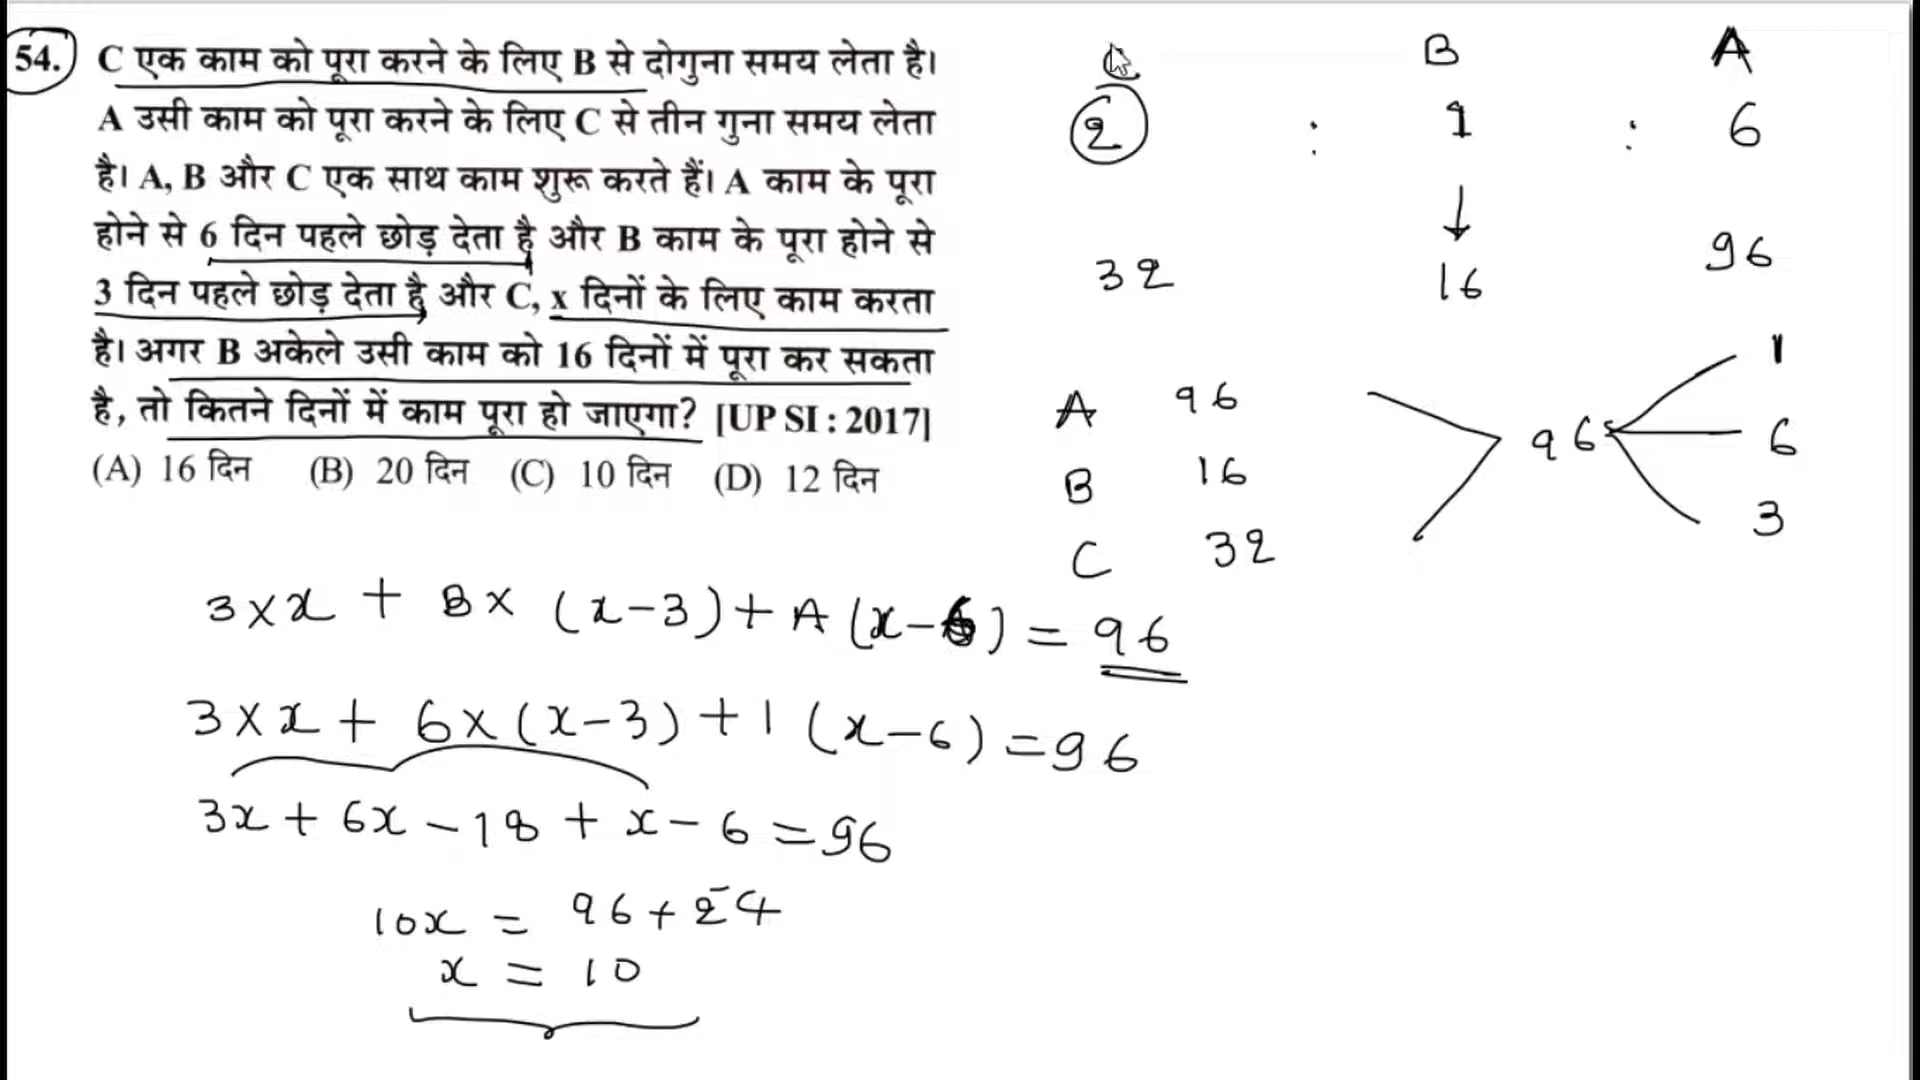 54. C एक काम को पूरा करने के लिए B से दोगुना समय लेता है।
A उसी काम को पूरा करने के लिए C से तीन गुना समय लेता
है। A, B और C एक साथ काम शुरू करते हैं। A काम के पूरा
होने से 6 दिन पहले छोड़ देता है और B काम के पूरा होने से
3 दिन पहले छोड़ देता है और C, x दिनों के लिए काम करता
है। अगर B अकेले उसी काम को 16 दिनों में पूरा कर सकता
है, तो कितने दिनों में काम पूरा हो जाएगा? [UP SI : 2017]
(A) 16 दिन (B) 20 दिन (C) 10 दिन (D) 12 दिन
C B A
2 : 1 : 6
32 16 96
A 96
B 16
C 32
96
1
6
3
3×x + B× (x-3) + A (x-6) = 96
3×x + 6×(x-3) + 1 (x-6) = 96
3x + 6x - 18 + x - 6 = 96
10x = 96 + 24
x = 10